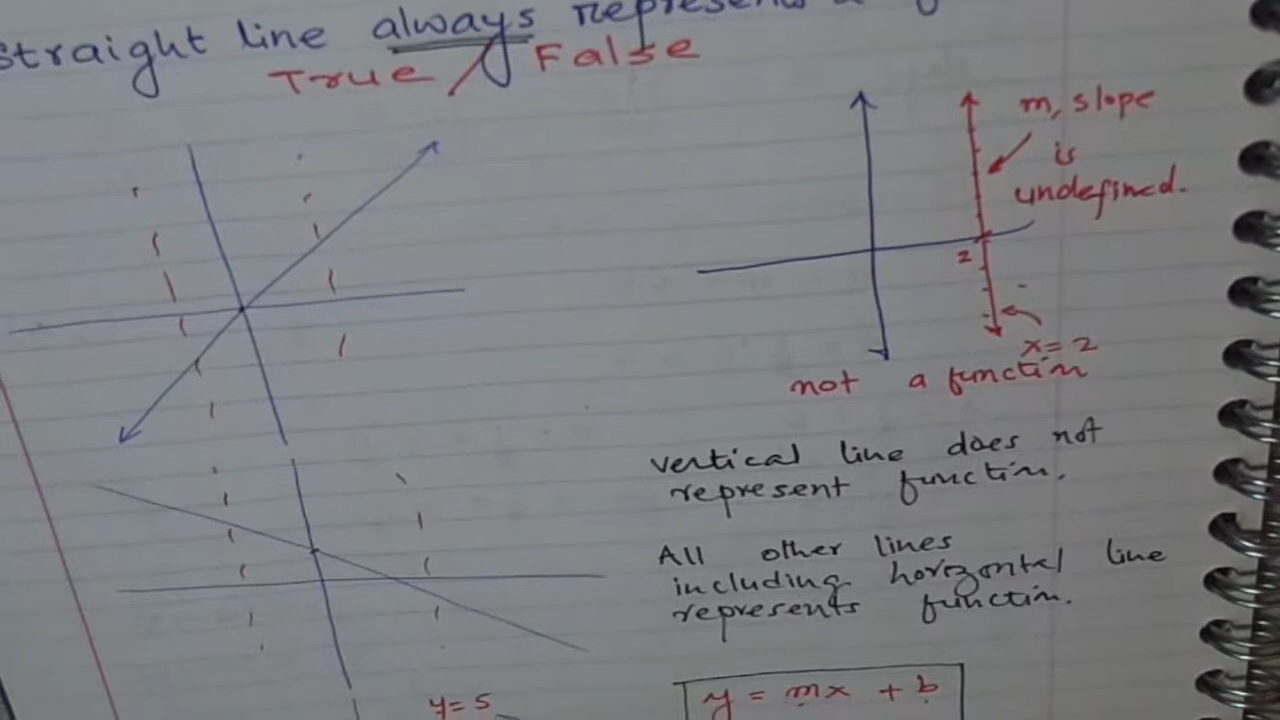 straight line always represents a
True / False
m, slope
is
undefined.
2
x = 2
not a function
vertical line does not
represent function.
All other lines
including horizontal line
represents function.
y = 5
y = mx + b